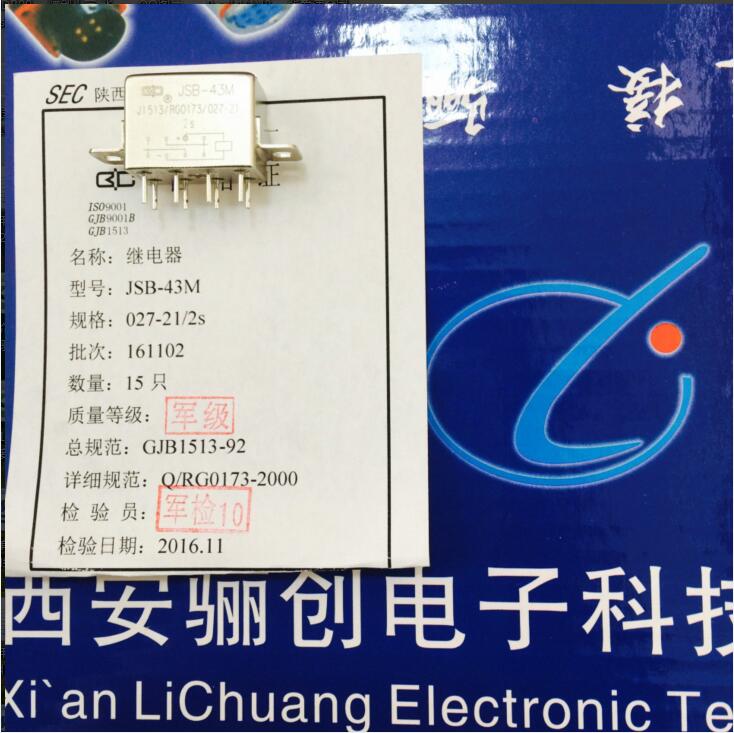 SEC 陕西
JSB-43M
J1513/RG0173/027-21
2s
证
ISO9001
GJB9001B
GJB1513
名称：继电器
型号：JSB-43M
规格：027-21/2s
批次：161102
数量：15 只
质量等级：军级
总规范：GJB1513-92
详细规范：Q/RG0173-2000
检 验 员：军检10
检验日期：2016.11
接
西安骊创电子科技
Xi`an LiChuang Electronic Te